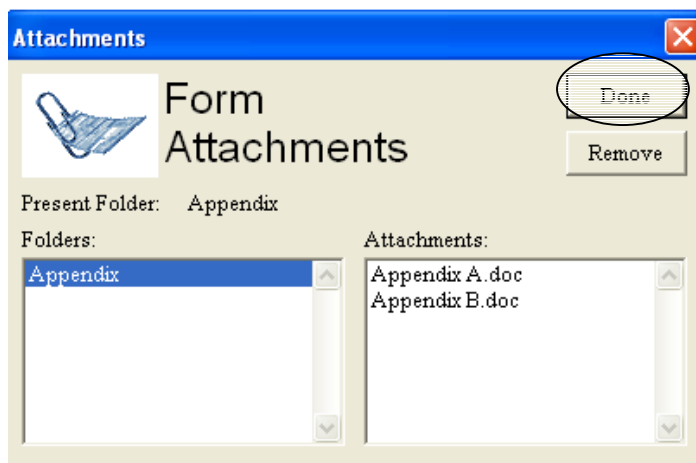 Attachments
Form
Attachments
Done
Remove
Present Folder: Appendix
Folders:
Attachments:
Appendix
Appendix A.doc
Appendix B.doc